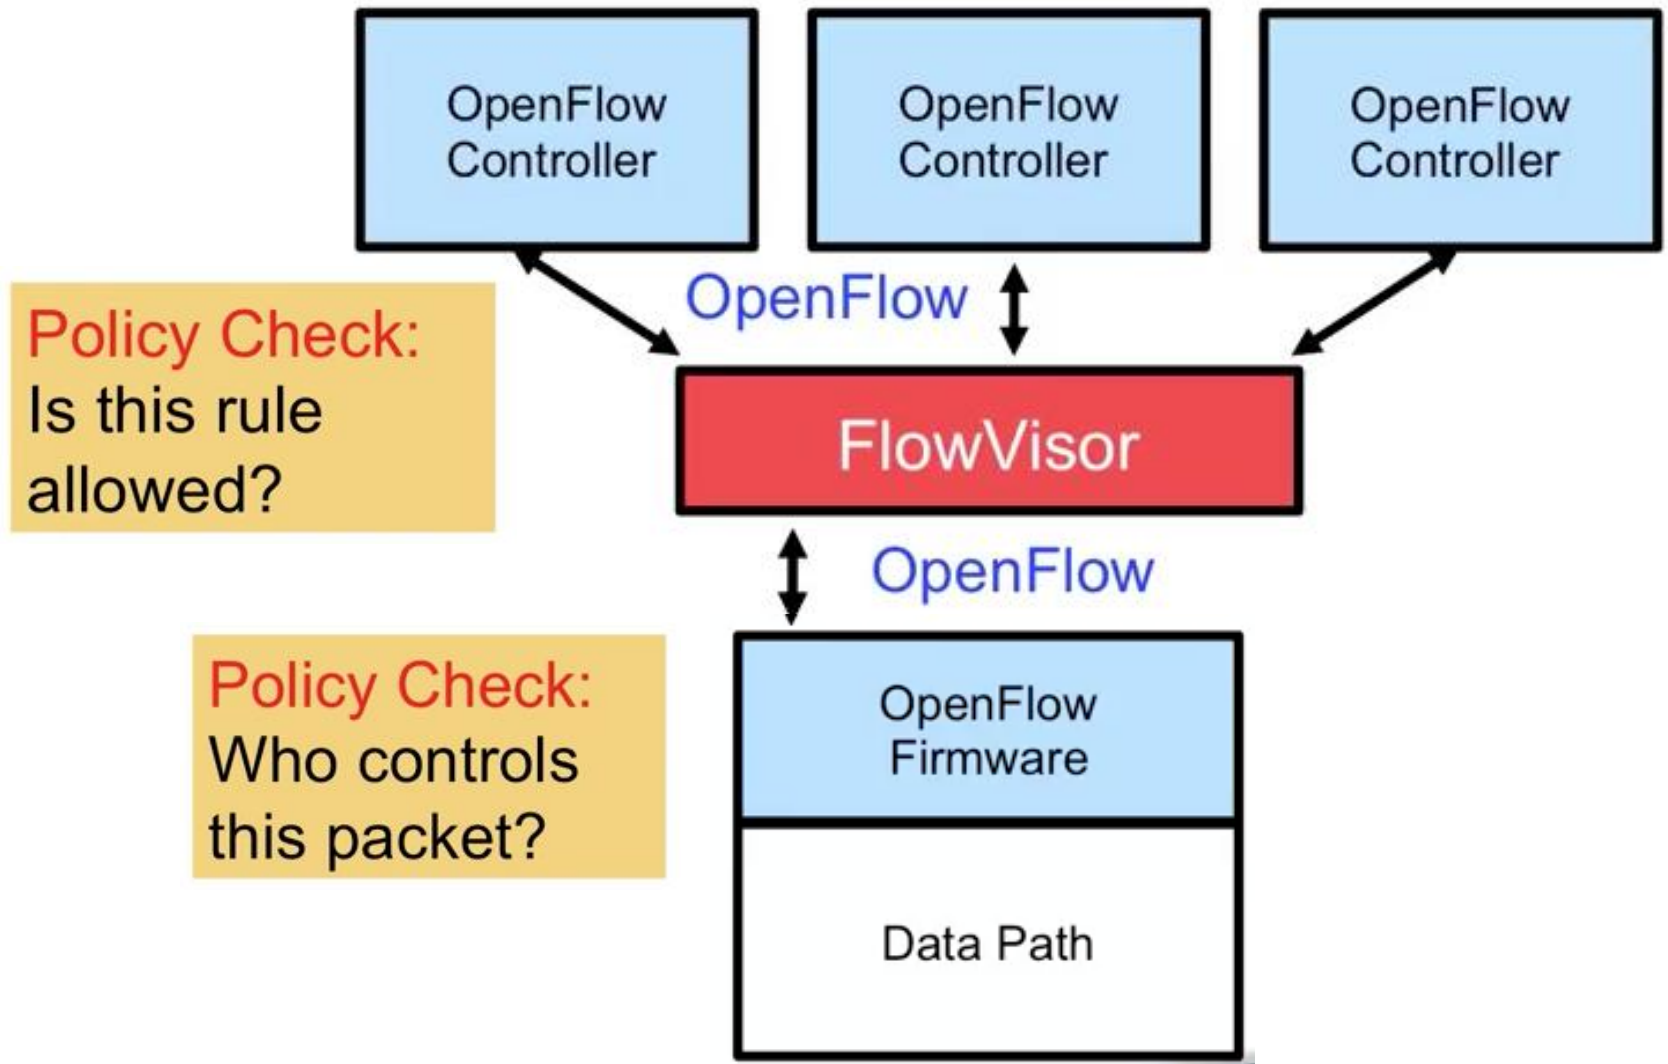 OpenFlow
Controller
OpenFlow
Controller
OpenFlow
Controller
OpenFlow
Policy Check:
Is this rule
allowed?
FlowVisor
OpenFlow
Policy Check:
Who controls
this packet?
OpenFlow
Firmware
Data Path